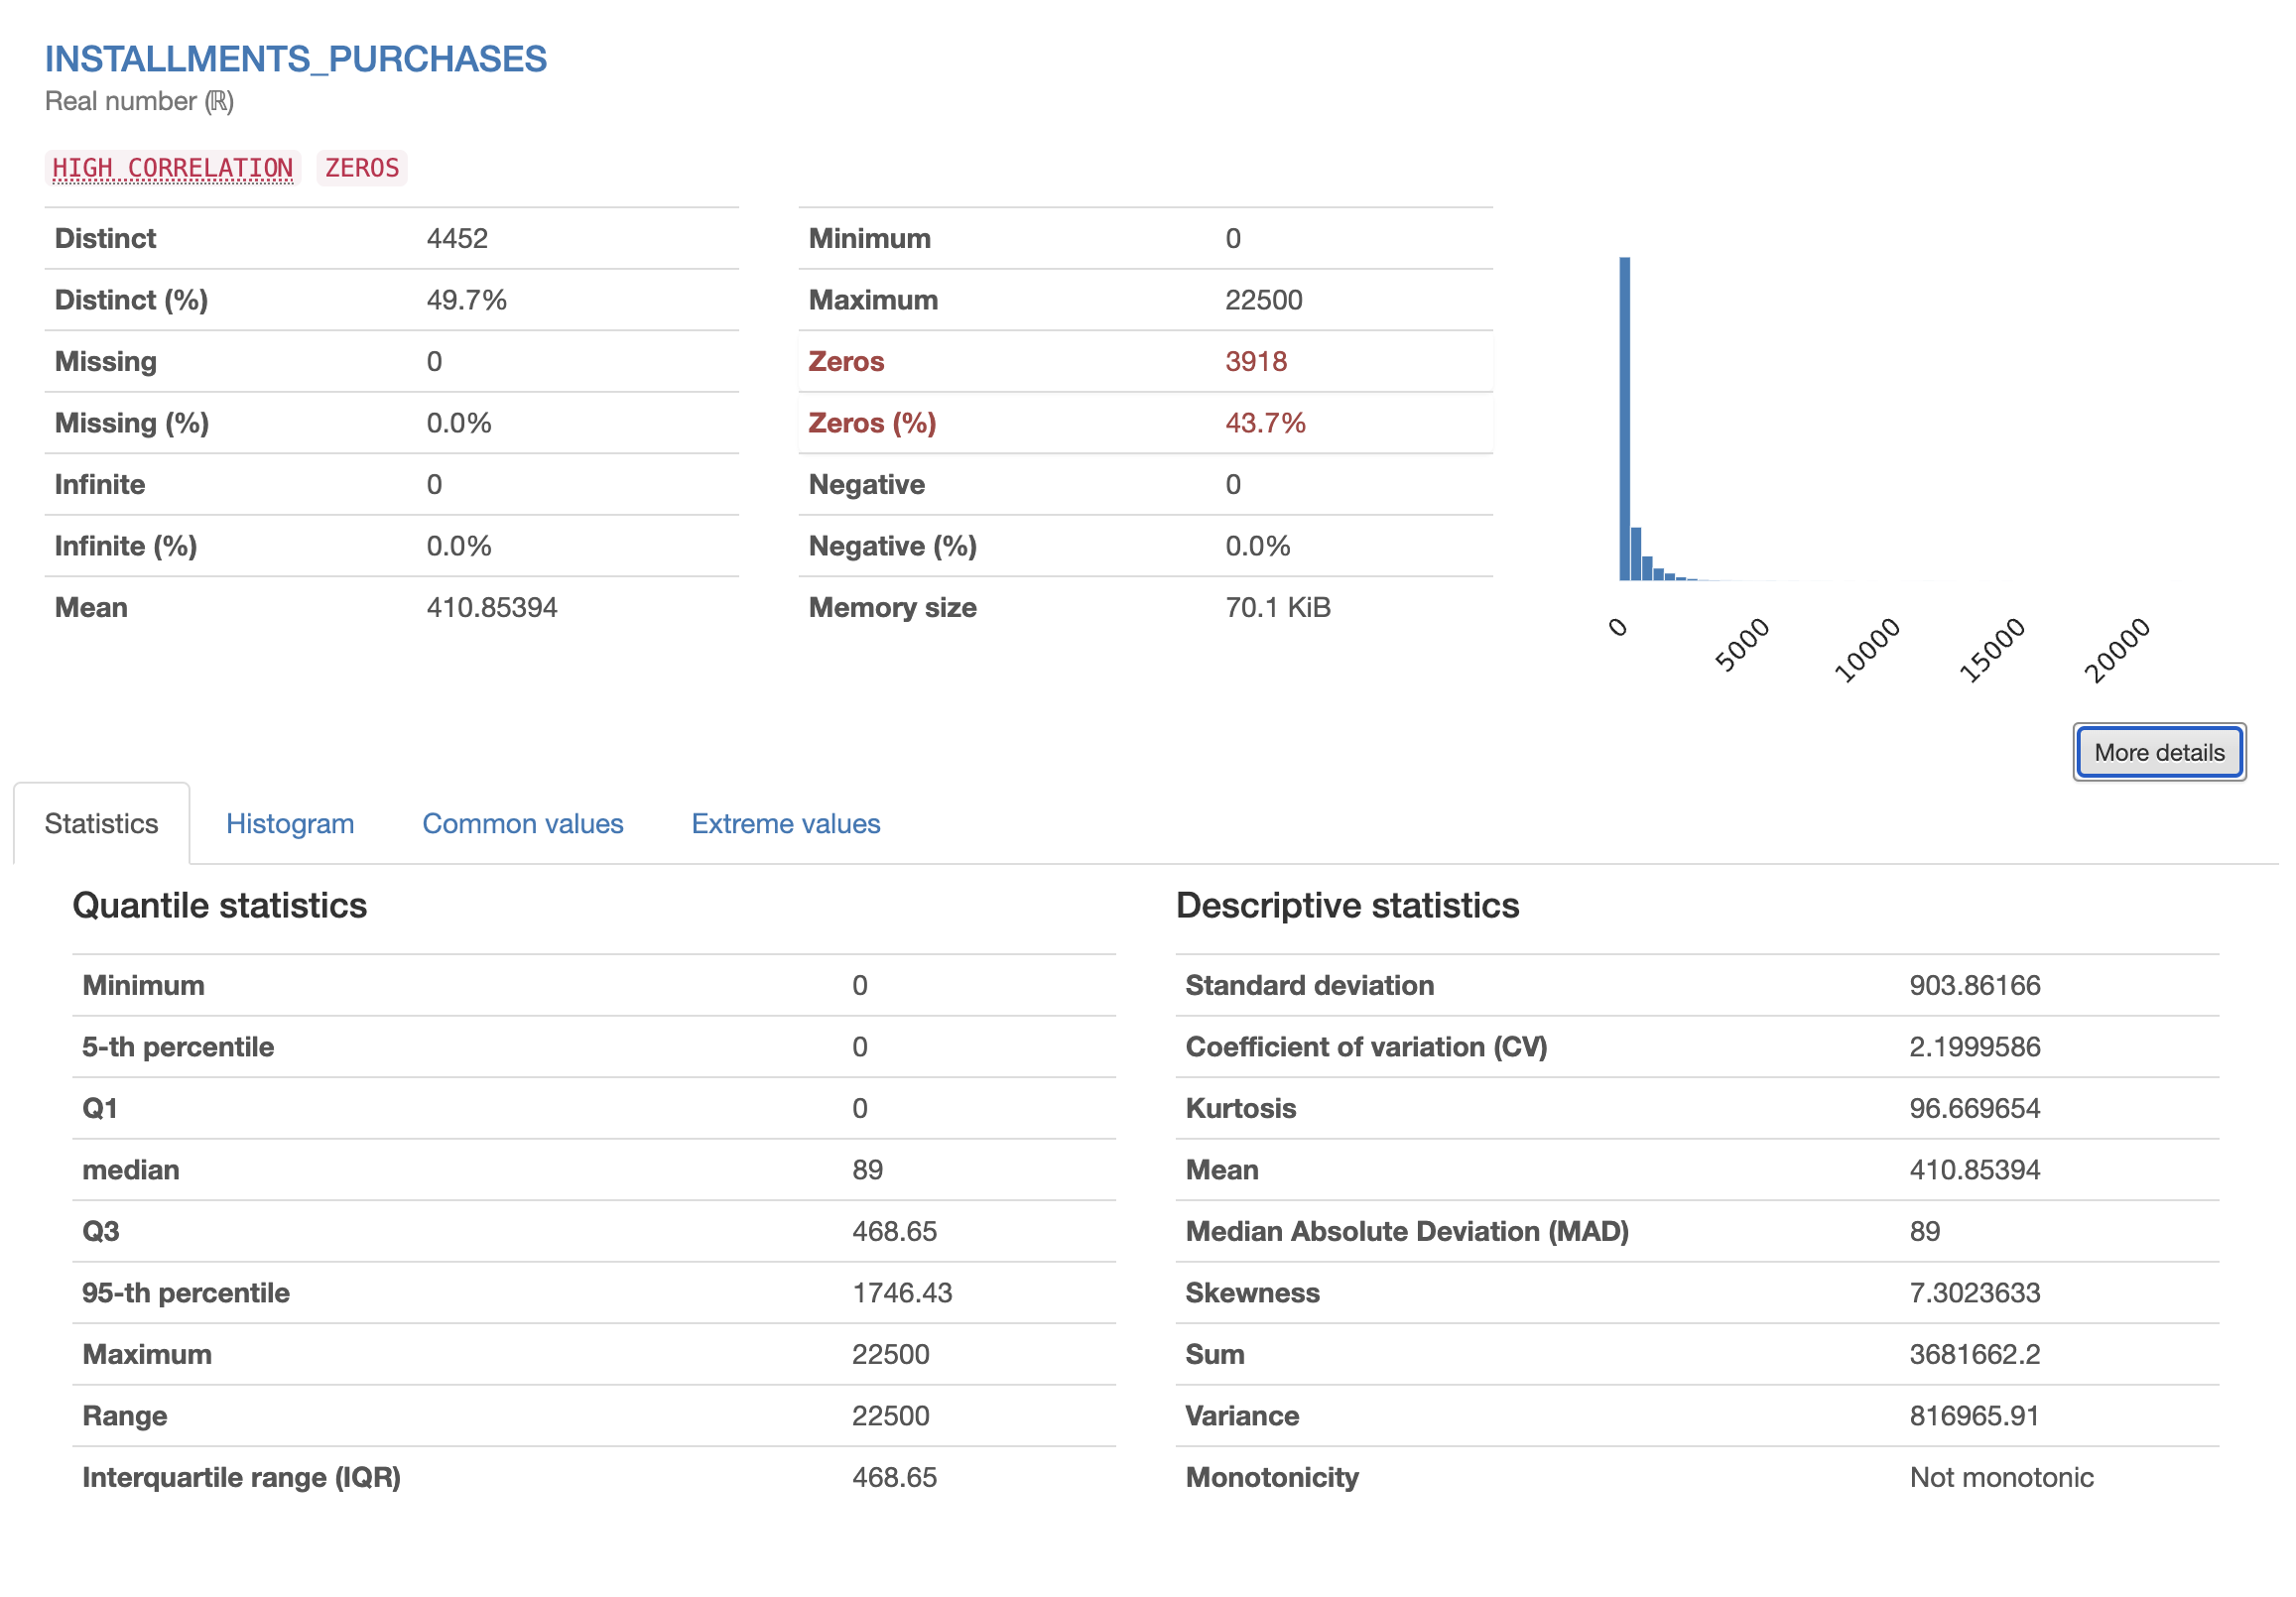 INSTALLMENTS_PURCHASES
Real number (ℝ)
HIGH CORRELATION ZEROS
Distinct 4452
Distinct (%) 49.7%
Missing 0
Missing (%) 0.0%
Infinite 0
Infinite (%) 0.0%
Mean 410.85394
Minimum 0
Maximum 22500
Zeros 3918
Zeros (%) 43.7%
Negative 0
Negative (%) 0.0%
Memory size 70.1 KiB
0 5000 10000 15000 20000
More details
Statistics Histogram Common values Extreme values
Quantile statistics
Minimum 0
5-th percentile 0
Q1 0
median 89
Q3 468.65
95-th percentile 1746.43
Maximum 22500
Range 22500
Interquartile range (IQR) 468.65
Descriptive statistics
Standard deviation 903.86166
Coefficient of variation (CV) 2.1999586
Kurtosis 96.669654
Mean 410.85394
Median Absolute Deviation (MAD) 89
Skewness 7.3023633
Sum 3681662.2
Variance 816965.91
Monotonicity Not monotonic